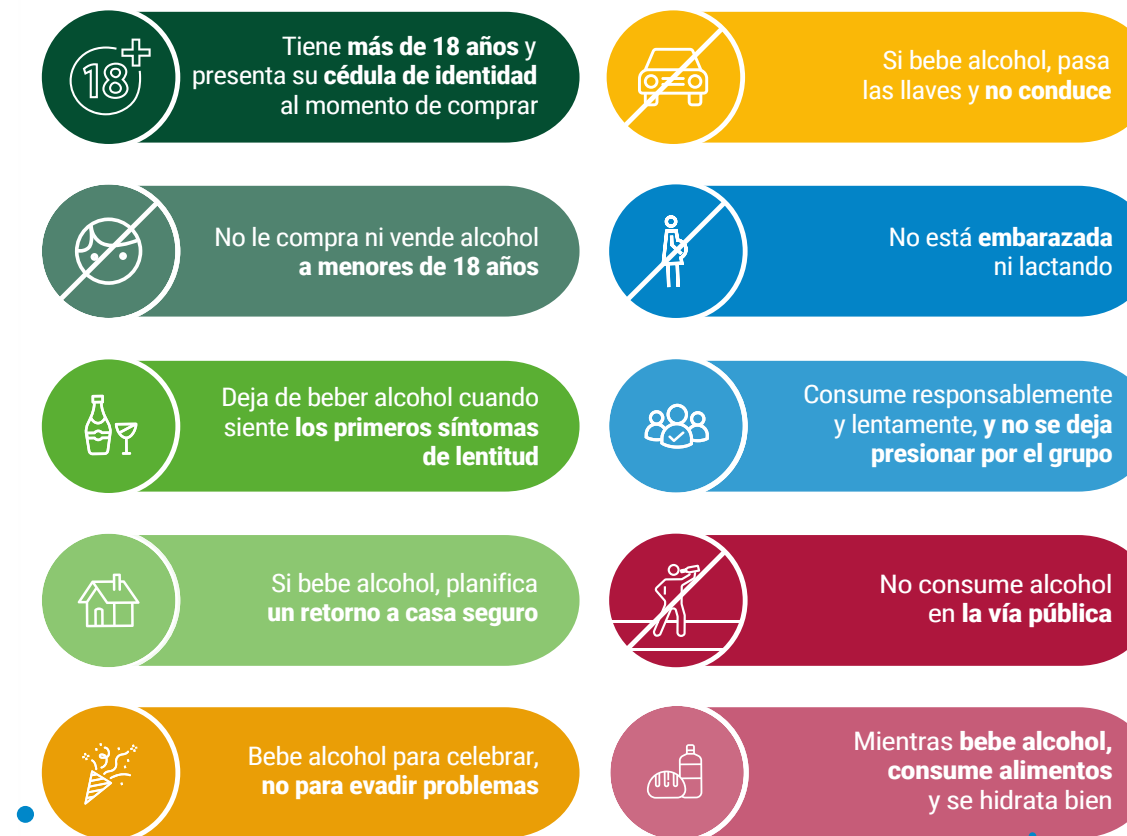 18+
Tiene más de 18 años y
presenta su cédula de identidad
al momento de comprar
Si bebe alcohol, pasa
las llaves y no conduce
No le compra ni vende alcohol
a menores de 18 años
No está embarazada
ni lactando
Deja de beber alcohol cuando
siente los primeros síntomas
de lentitud
Consume responsablemente
y lentamente, y no se deja
presionar por el grupo
Si bebe alcohol, planifica
un retorno a casa seguro
No consume alcohol
en la vía pública
Bebe alcohol para celebrar,
no para evadir problemas
Mientras bebe alcohol,
consume alimentos
y se hidrata bien